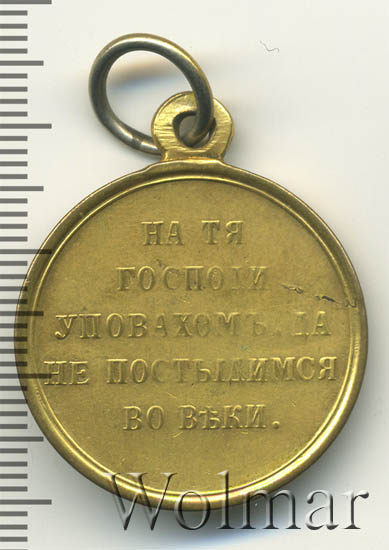 НА ТЯ
ГОСПОДИ
УПОВАХОМЪ, ДА
НЕ ПОСТЫДИМСЯ
ВО ВѢКИ.
Wolmar